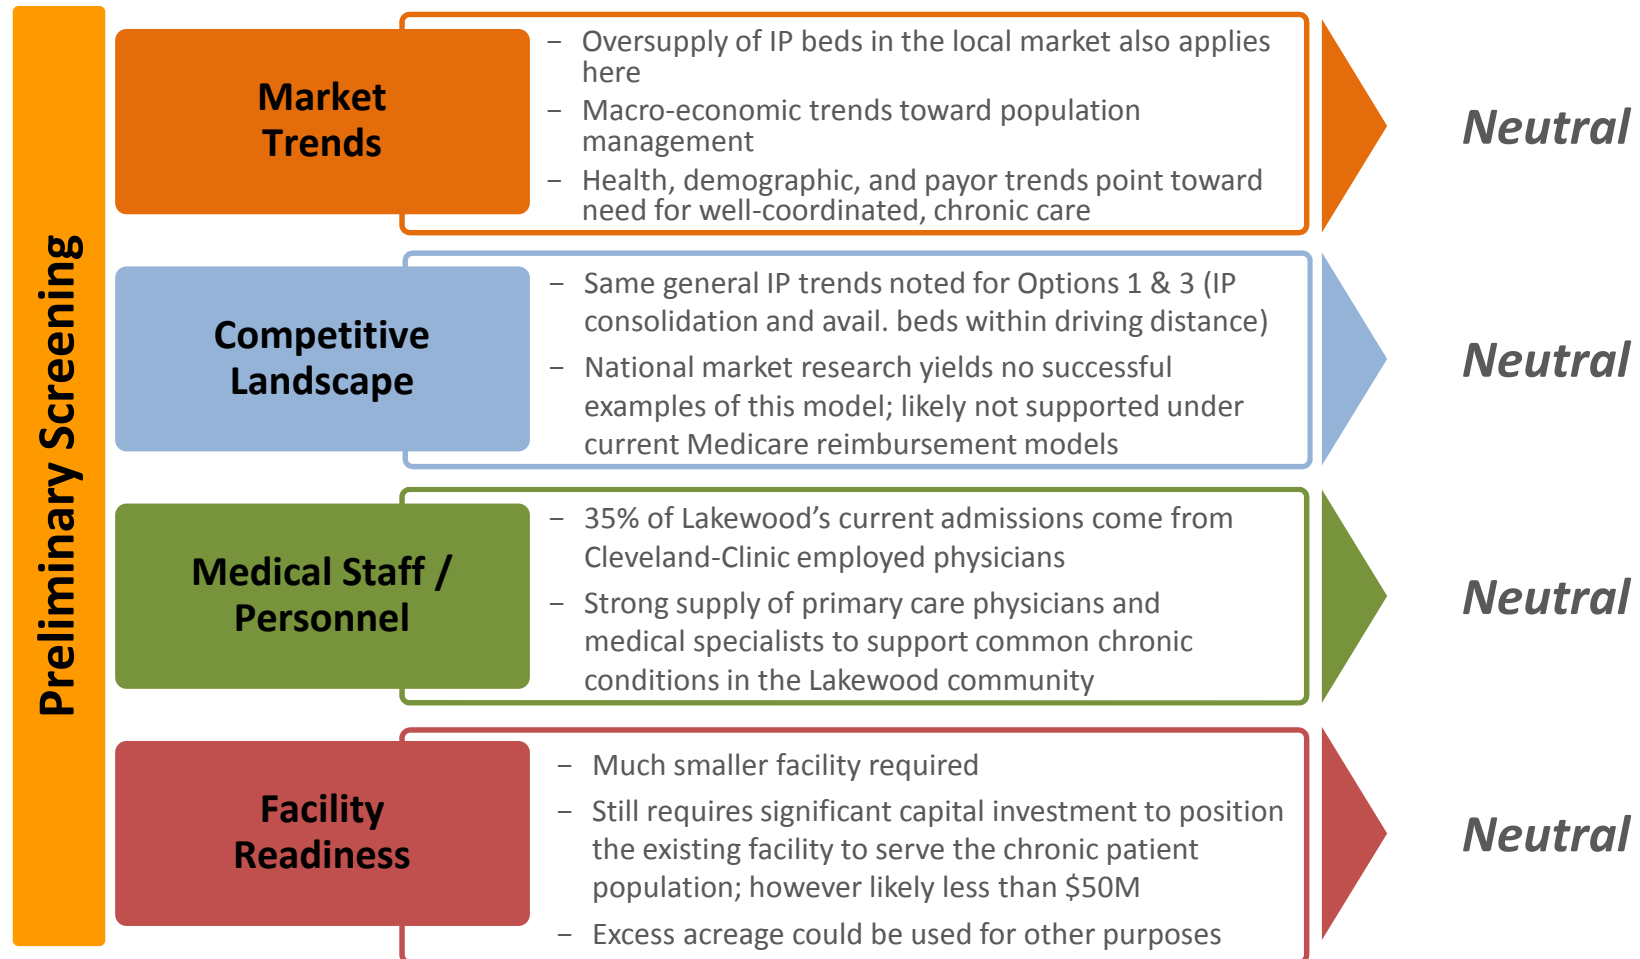 Preliminary Screening
Market
Trends
− Oversupply of IP beds in the local market also applies
here
− Macro-economic trends toward population
management
− Health, demographic, and payor trends point toward
need for well-coordinated, chronic care
Neutral
Competitive
Landscape
− Same general IP trends noted for Options 1 & 3 (IP
consolidation and avail. beds within driving distance)
− National market research yields no successful
examples of this model; likely not supported under
current Medicare reimbursement models
Neutral
Medical Staff /
Personnel
− 35% of Lakewood’s current admissions come from
Cleveland-Clinic employed physicians
− Strong supply of primary care physicians and
medical specialists to support common chronic
conditions in the Lakewood community
Neutral
Facility
Readiness
− Much smaller facility required
− Still requires significant capital investment to position
the existing facility to serve the chronic patient
population; however likely less than $50M
− Excess acreage could be used for other purposes
Neutral